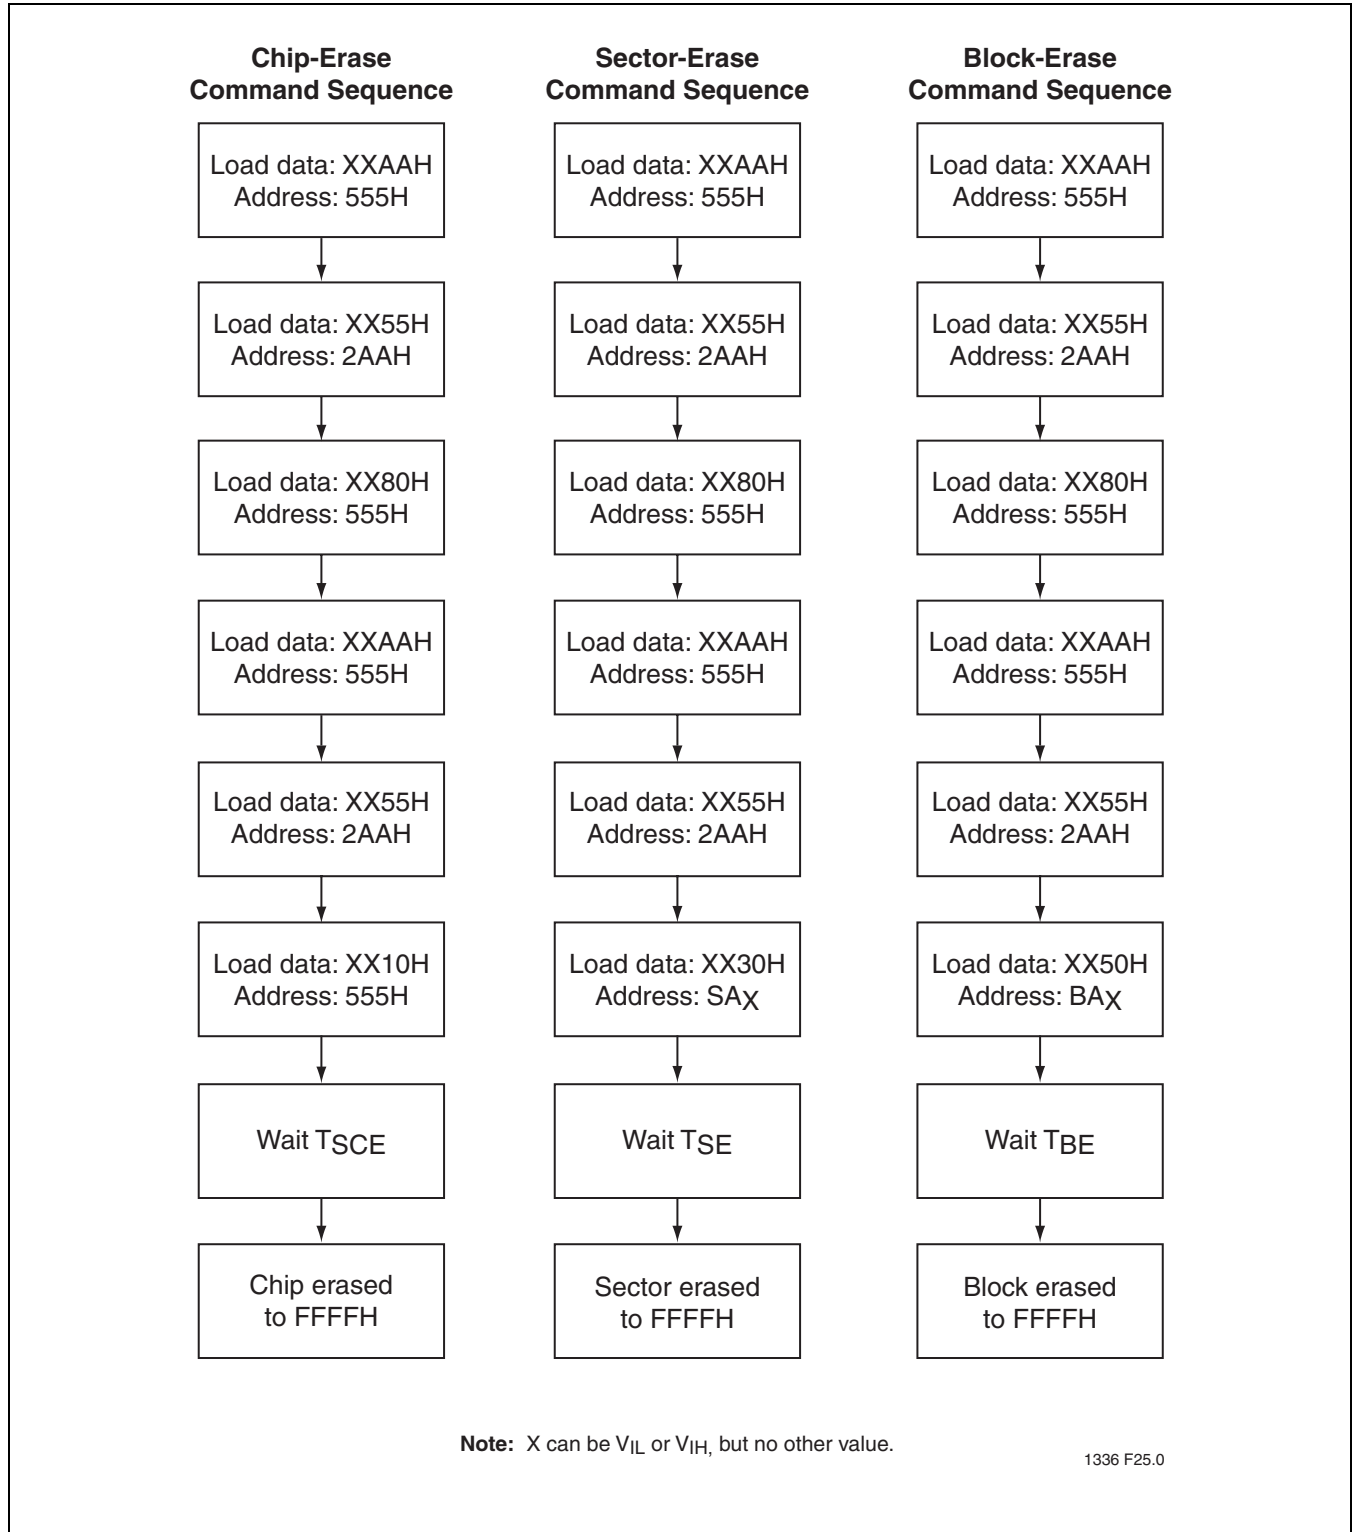 Chip-Erase
Command Sequence
Load data: XXAAH
Address: 555H
Load data: XX55H
Address: 2AAH
Load data: XX80H
Address: 555H
Load data: XXAAH
Address: 555H
Load data: XX55H
Address: 2AAH
Load data: XX10H
Address: 555H
Wait TSCE
Chip erased
to FFFFH
Sector-Erase
Command Sequence
Load data: XXAAH
Address: 555H
Load data: XX55H
Address: 2AAH
Load data: XX80H
Address: 555H
Load data: XXAAH
Address: 555H
Load data: XX55H
Address: 2AAH
Load data: XX30H
Address: SAX
Wait TSE
Sector erased
to FFFFH
Block-Erase
Command Sequence
Load data: XXAAH
Address: 555H
Load data: XX55H
Address: 2AAH
Load data: XX80H
Address: 555H
Load data: XXAAH
Address: 555H
Load data: XX55H
Address: 2AAH
Load data: XX50H
Address: BAX
Wait TBE
Block erased
to FFFFH
Note: X can be VIL or VIH, but no other value.
1336 F25.0